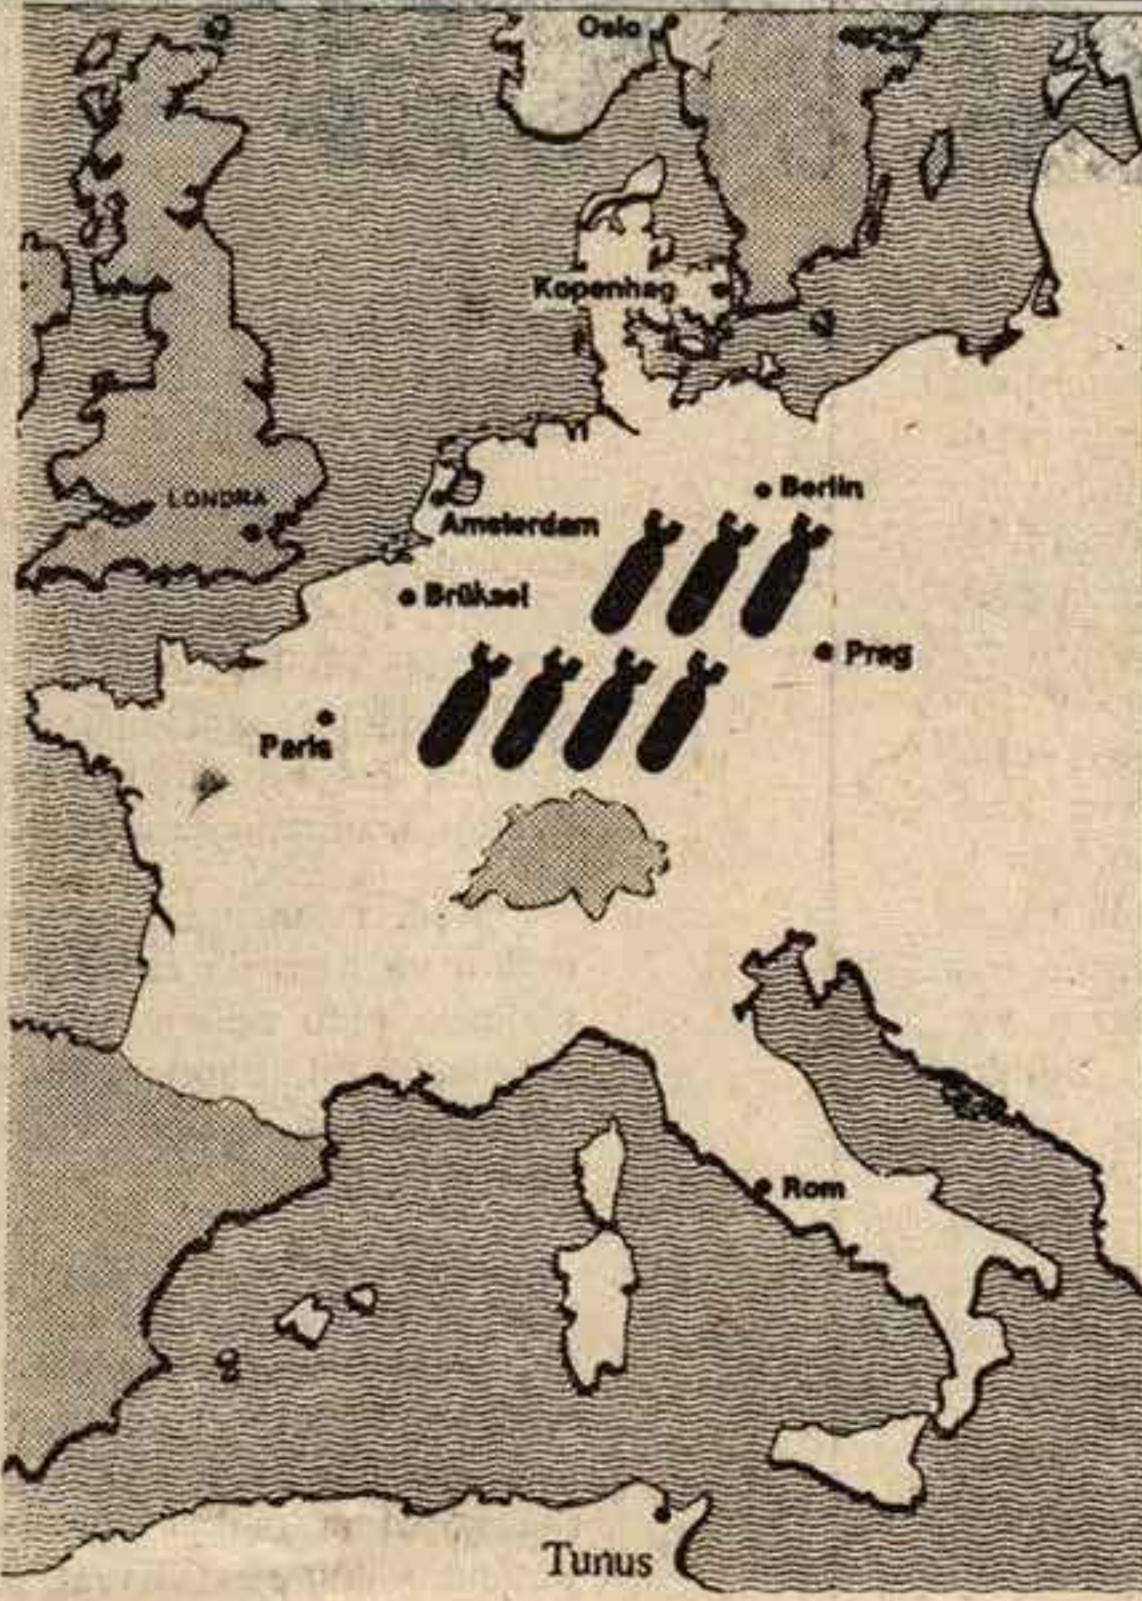 Oslo
Kopenhag
Berlin
LONDRA
Amsterdam
Brüksel
Prag
Paris
Rom
Tunus